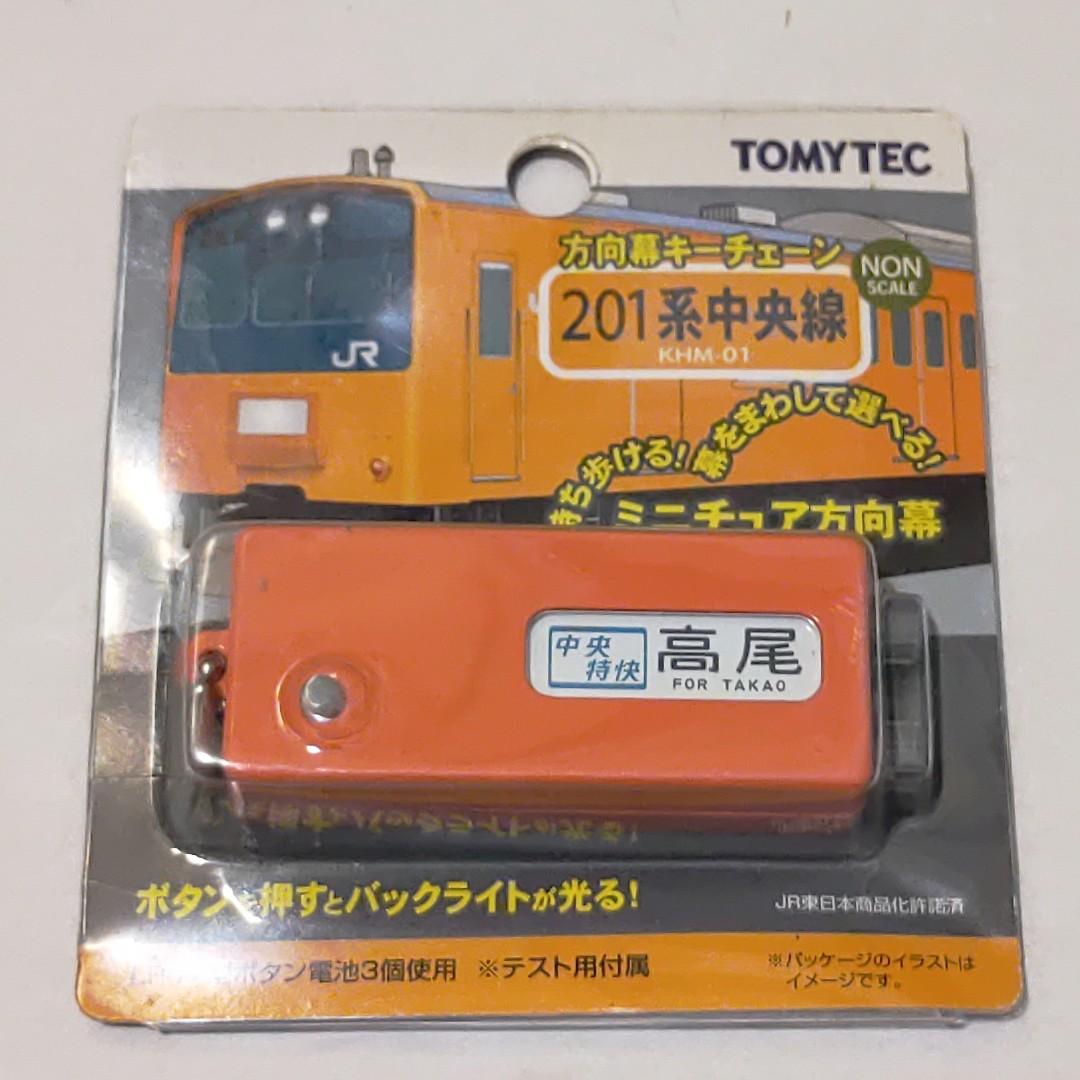 TOMYTEC
方向幕キーチェーン
NON
SCALE
201系中央線
KHM-01
JR
持ち歩ける!
幕をまわして選べる!
ミニチュア方向幕
中央
特快
高尾
FOR TAKAO
ボタンを押すとバックライトが光る!
JR東日本商品化許諾済
ボタン電池3個使用 ※テスト用付属
※パッケージのイラストは
イメージです。